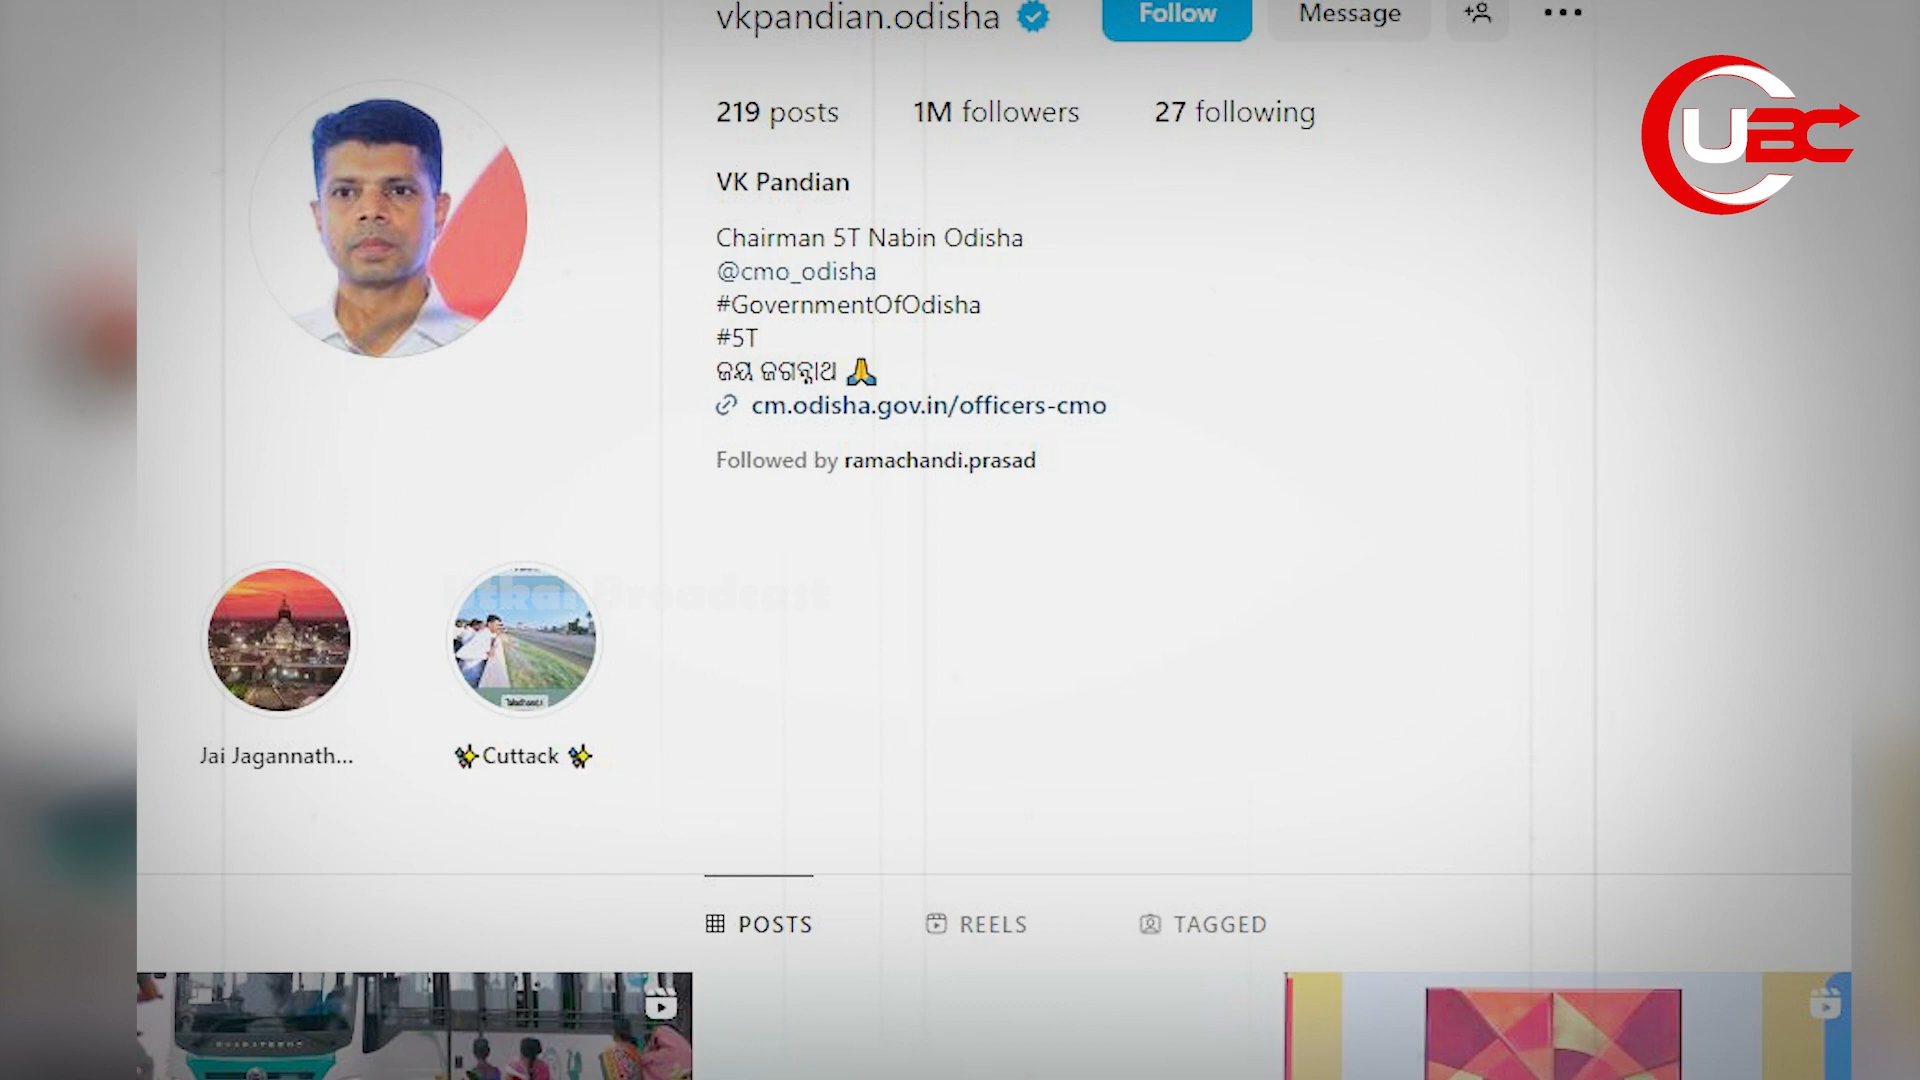 vkpandian.odisha
Follow
Message
219 posts
1M followers
27 following
VK Pandian
Chairman 5T Nabin Odisha
@cmo_odisha
#GovernmentOfOdisha
#5T
ଜୟ ଜଗନ୍ନାଥ 🙏
cm.odisha.gov.in/officers-cmo
Followed by ramachandi.prasad
Utkal Broadcast
Jai Jagannath...
✨Cuttack ✨
POSTS
REELS
TAGGED
UBC